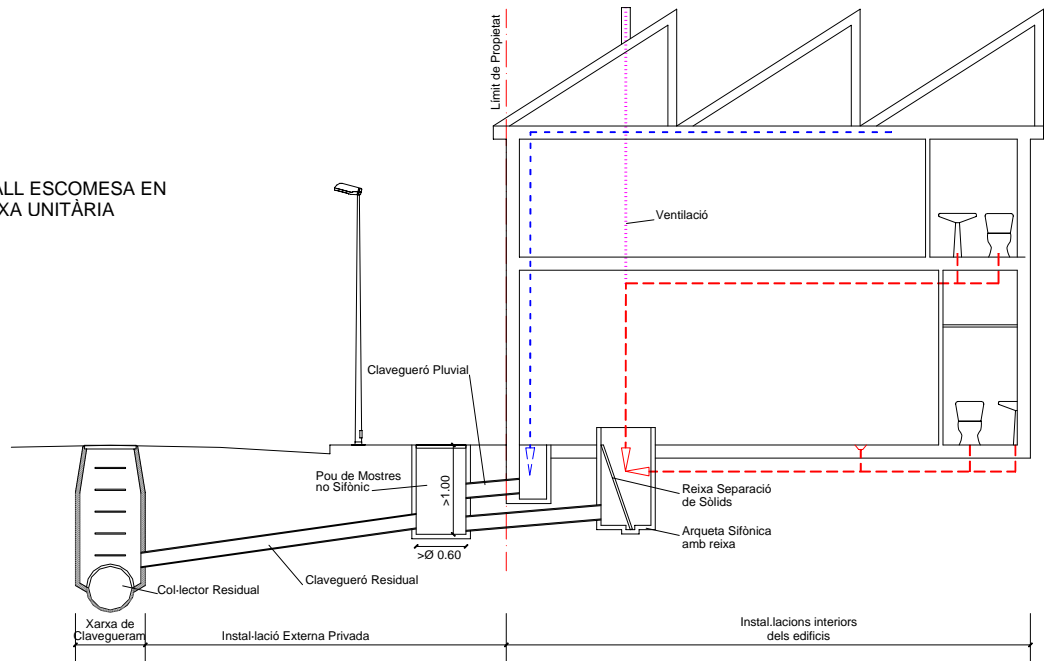 ALL ESCOMESA EN
XA UNITÀRIA
Límit de Propietat
Ventilació
Clavegueró Pluvial
Pou de Mostres
no Sifònic
>1.00
>Ø 0.60
Reixa Separació
de Sòlids
Arqueta Sifònica
amb reixa
Clavegueró Residual
Col·lector Residual
Xarxa de
Clavegueram
Instal·lació Externa Privada
Instal.lacions interiors
dels edificis